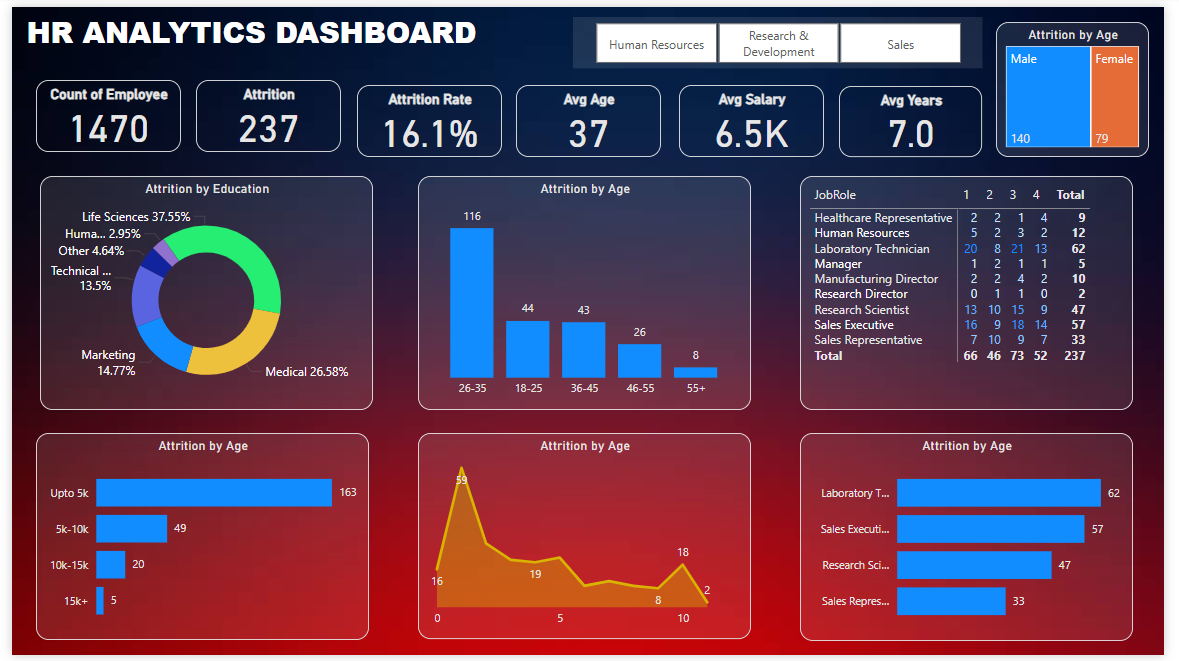 HR ANALYTICS DASHBOARD
Human Resources
Research &
Development
Sales
Attrition by Age
Male
Female
140
79
Count of Employee
1470
Attrition
237
Attrition Rate
16.1%
Avg Age
37
Avg Salary
6.5K
Avg Years
7.0
Attrition by Education
Life Sciences 37.55%
Huma... 2.95%
Other 4.64%
Technical ...
13.5%
Marketing
14.77%
Medical 26.58%
Attrition by Age
116
44
43
26
8
26-35 18-25 36-45 46-55 55+
JobRole 1 2 3 4 Total
Healthcare Representative 2 2 1 4 9
Human Resources 5 2 3 2 12
Laboratory Technician 20 8 21 13 62
Manager 1 2 1 1 5
Manufacturing Director 2 2 4 2 10
Research Director 0 1 1 0 2
Research Scientist 13 10 15 9 47
Sales Executive 16 9 18 14 57
Sales Representative 7 10 9 7 33
Total 66 46 73 52 237
Attrition by Age
Upto 5k 163
5k-10k 49
10k-15k 20
15k+ 5
Attrition by Age
59
18
19
16
8
2
0 5 10
Attrition by Age
Laboratory T... 62
Sales Executi... 57
Research Sci... 47
Sales Repres... 33